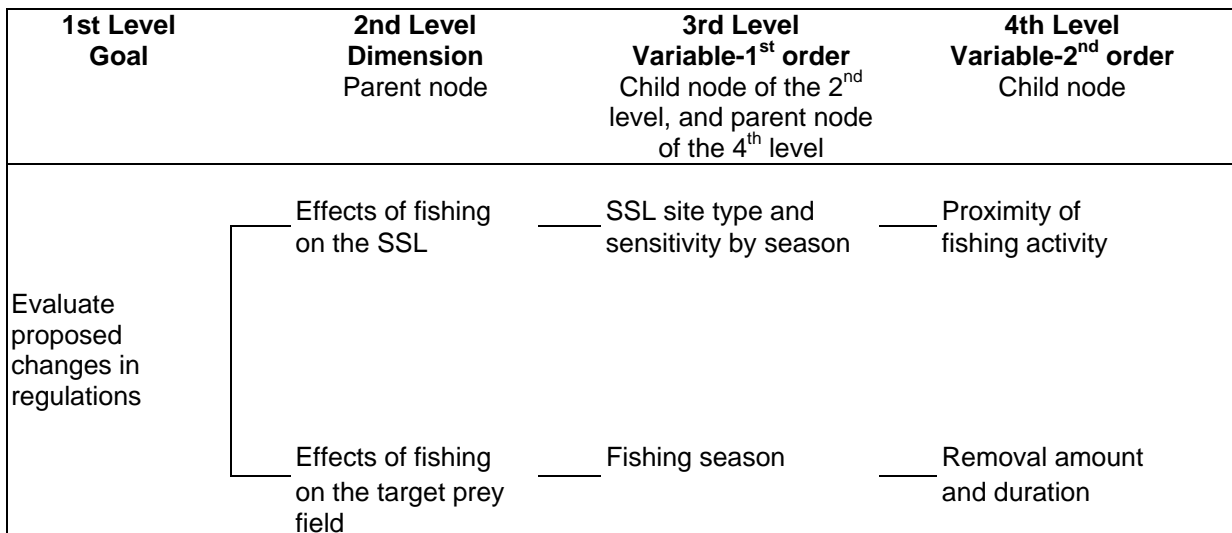 1st Level
Goal
2nd Level
Dimension
Parent node
3rd Level
Variable-1st order
Child node of the 2nd
level, and parent node
of the 4th level
4th Level
Variable-2nd order
Child node
Effects of fishing
on the SSL
SSL site type and
sensitivity by season
Proximity of
fishing activity
Evaluate
proposed
changes in
regulations
Effects of fishing
on the target prey
field
Fishing season
Removal amount
and duration